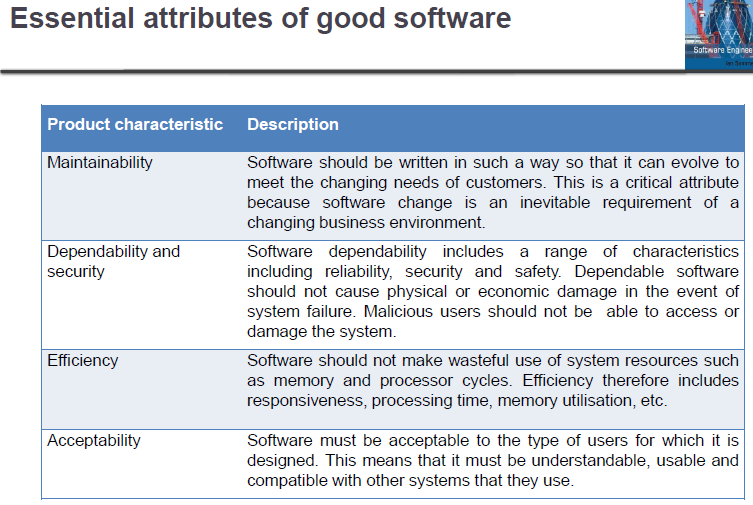 Essential attributes of good software
Software Enginee
Product characteristic Description
Maintainability Software should be written in such a way so that it can evolve to
meet the changing needs of customers. This is a critical attribute
because software change is an inevitable requirement of a
changing business environment.
Dependability and Software dependability includes a range of characteristics
security including reliability, security and safety. Dependable software
should not cause physical or economic damage in the event of
system failure. Malicious users should not be able to access or
damage the system.
Efficiency Software should not make wasteful use of system resources such
as memory and processor cycles. Efficiency therefore includes
responsiveness, processing time, memory utilisation, etc.
Acceptability Software must be acceptable to the type of users for which it is
designed. This means that it must be understandable, usable and
compatible with other systems that they use.